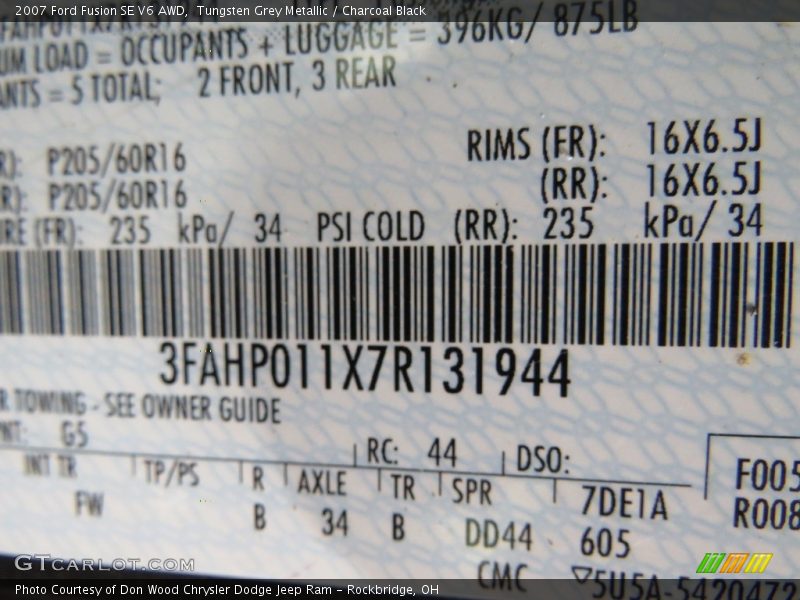 2007 Ford Fusion SE V6 AWD, Tungsten Grey Metallic / Charcoal Black
LOAD = OCCUPANTS + LUGGAGE = 396KG/ 875LB
= 5 TOTAL; 2 FRONT, 3 REAR
P205/60R16 RIMS (FR): 16X6.5J
P205/60R16 (RR): 16X6.5J
(FR): 235 kPa/ 34 PSI COLD (RR): 235 kPa/ 34
3FAHP011X7R131944
TOWING - SEE OWNER GUIDE
G5 RC: 44 DSO:
INT TR TP/PS R AXLE TR SPR 7DE1A F005
FW B 34 B DD44 605 R008
CMC ▽5U5A-5420472
GTCARLOT.COM
Photo Courtesy of Don Wood Chrysler Dodge Jeep Ram – Rockbridge, OH